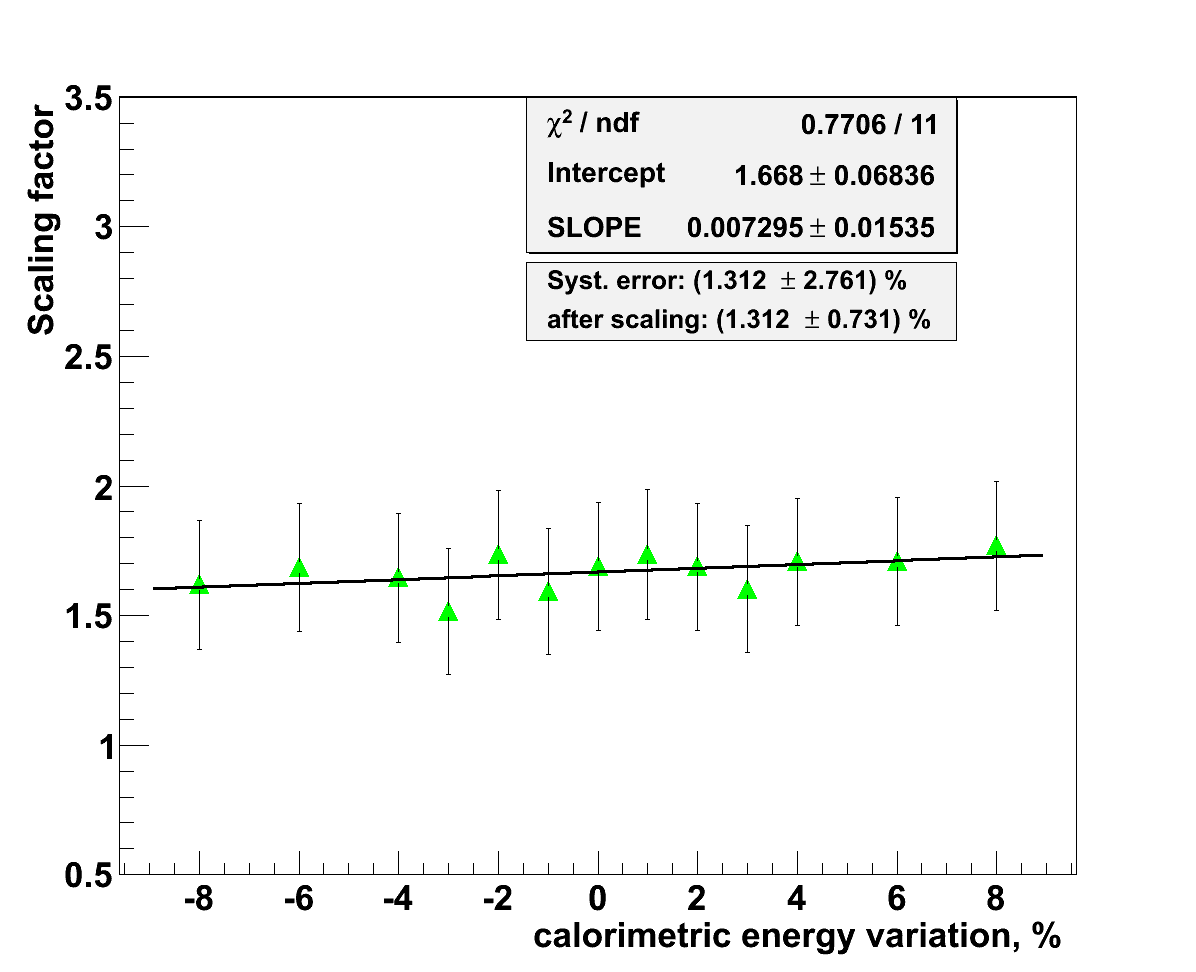 3.5
3
2.5
2
1.5
1
0.5
Scaling factor
χ² / ndf 0.7706 / 11
Intercept 1.668 ± 0.06836
SLOPE 0.007295 ± 0.01535
Syst. error: (1.312 ± 2.761) %
after scaling: (1.312 ± 0.731) %
-8 -6 -4 -2 0 2 4 6 8
calorimetric energy variation, %